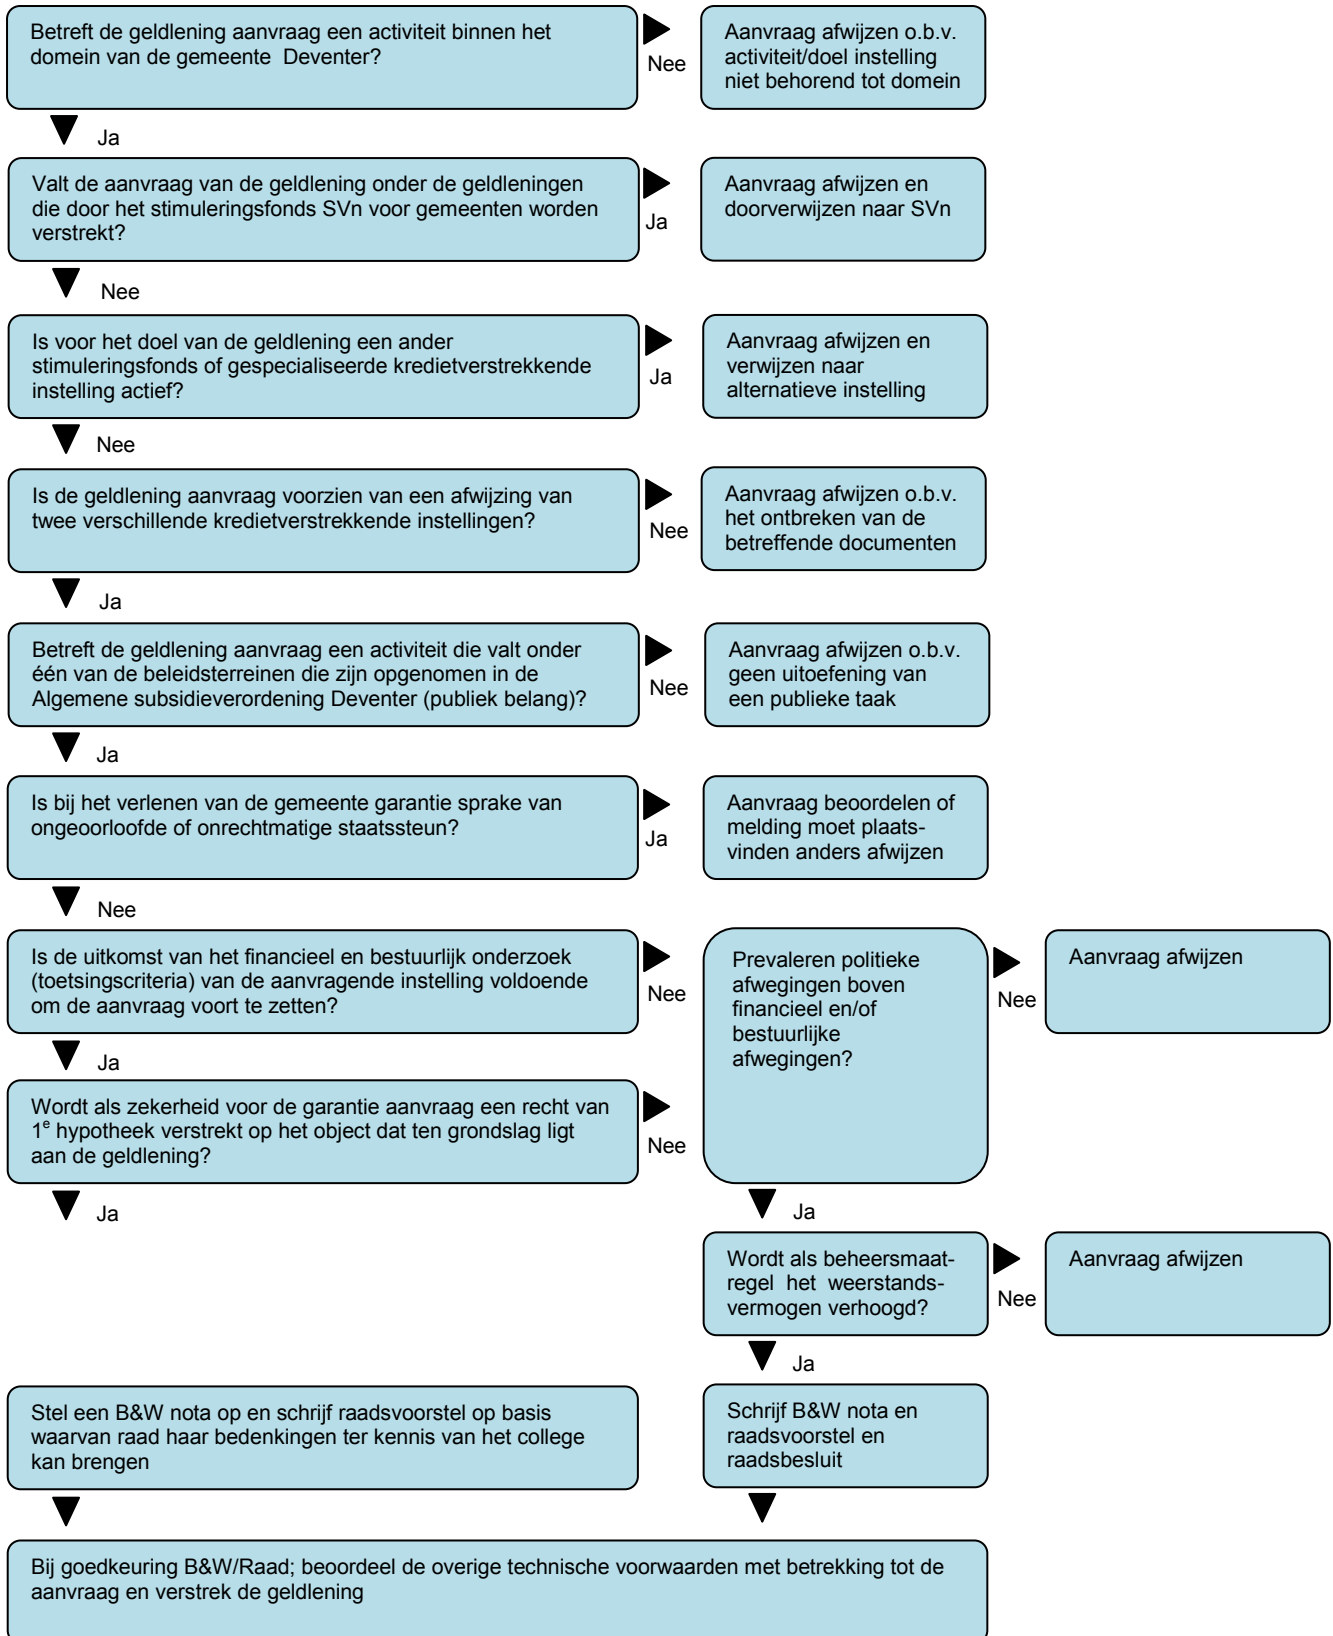 Betreft de geldlening aanvraag een activiteit binnen het
domein van de gemeente  Deventer?
Nee
Aanvraag afwijzen o.b.v.
activiteit/doel instelling
niet behorend tot domein
Ja
Valt de aanvraag van de geldlening onder de geldleningen
die door het stimuleringsfonds SVn voor gemeenten worden
verstrekt?
Ja
Aanvraag afwijzen en
doorverwijzen naar SVn
Nee
Is voor het doel van de geldlening een ander
stimuleringsfonds of gespecialiseerde kredietverstrekkende
instelling actief?
Ja
Aanvraag afwijzen en
verwijzen naar
alternatieve instelling
Nee
Is de geldlening aanvraag voorzien van een afwijzing van
twee verschillende kredietverstrekkende instellingen?
Nee
Aanvraag afwijzen o.b.v.
het ontbreken van de
betreffende documenten
Ja
Betreft de geldlening aanvraag een activiteit die valt onder
één van de beleidsterreinen die zijn opgenomen in de
Algemene subsidieverordening Deventer (publiek belang)?
Nee
Aanvraag afwijzen o.b.v.
geen uitoefening van
een publieke taak
Ja
Is bij het verlenen van de gemeente garantie sprake van
ongeoorloofde of onrechtmatige staatssteun?
Ja
Aanvraag beoordelen of
melding moet plaats-
vinden anders afwijzen
Nee
Is de uitkomst van het financieel en bestuurlijk onderzoek
(toetsingscriteria) van de aanvragende instelling voldoende
om de aanvraag voort te zetten?
Nee
Prevaleren politieke
afwegingen boven
financieel en/of
bestuurlijke
afwegingen?
Nee
Aanvraag afwijzen
Ja
Wordt als zekerheid voor de garantie aanvraag een recht van
1e hypotheek verstrekt op het object dat ten grondslag ligt
aan de geldlening?
Nee
Ja
Ja
Wordt als beheersmaat-
regel  het  weerstands-
vermogen verhoogd?
Nee
Aanvraag afwijzen
Ja
Stel een B&W nota op en schrijf raadsvoorstel op basis
waarvan raad haar bedenkingen ter kennis van het college
kan brengen
Schrijf B&W nota en
raadsvoorstel en
raadsbesluit
Bij goedkeuring B&W/Raad; beoordeel de overige technische voorwaarden met betrekking tot de
aanvraag en verstrek de geldlening